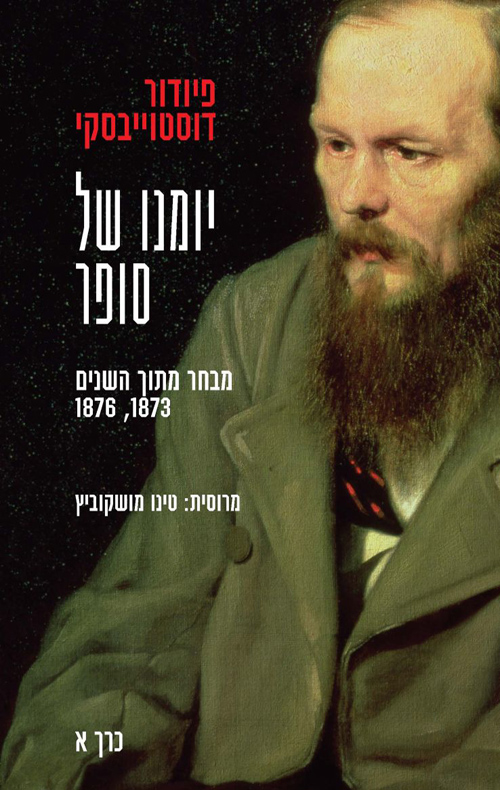 פיודור
דוסטוייבסקי
יומנו של
סופר
מבחר מתוך השנים
1873, 1876
מרוסית: טינו מושקוביץ
כרך א